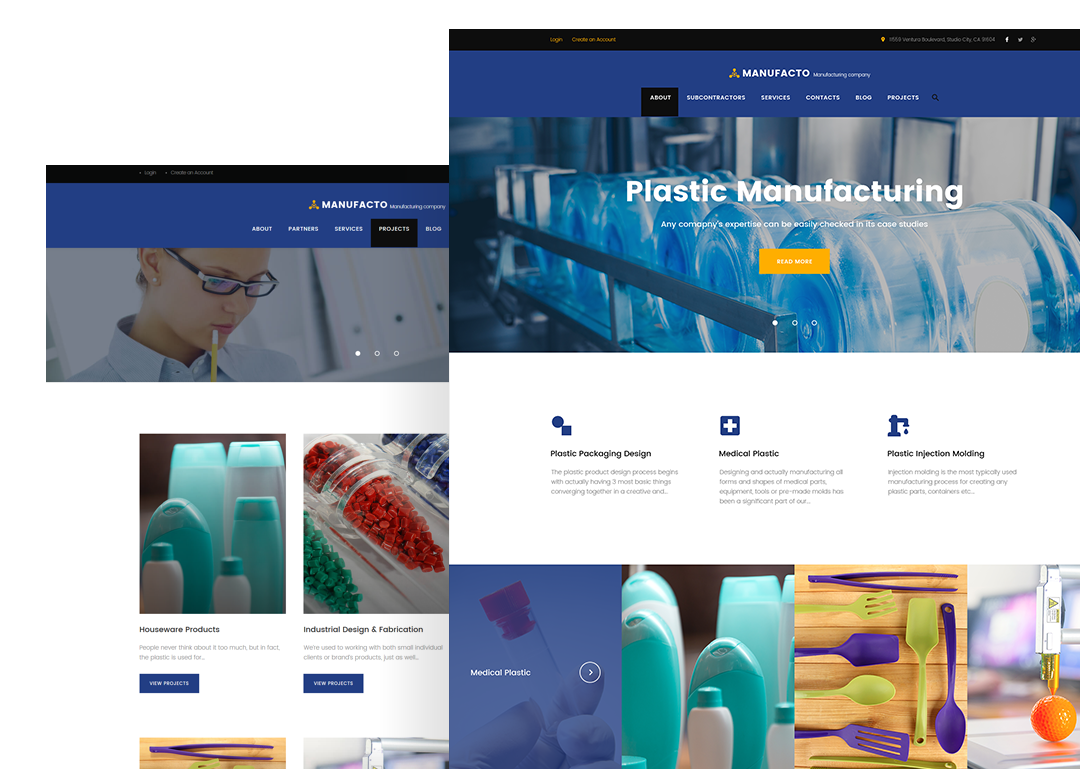 Login Create an Account 11559 Ventura Boulevard, Studio City, CA 91604
MANUFACTO Manufacturing company
ABOUT SUBCONTRACTORS SERVICES CONTACTS BLOG PROJECTS
Plastic Manufacturing
Any comapny's expertise can be easily checked in its case studies
READ MORE
Plastic Packaging Design
The plastic product design process begins
with actually having 3 most basic things
converging together in a creative and...
Medical Plastic
Designing and actually manufacturing all
forms and shapes of medical parts,
equipment, tools or pre-made molds has
been a significant part of our...
Plastic Injection Molding
Injection molding is the most typically used
manufacturing process for creating any
plastic parts, containers etc...
Medical Plastic
Login Create an Account
MANUFACTO Manufacturing company
ABOUT PARTNERS SERVICES PROJECTS BLOG
Houseware Products
People never think about it too much, but in fact,
the plastic is used for...
VIEW PROJECTS
Industrial Design & Fabrication
We're used to working with both small individual
clients or brand's products, just as well...
VIEW PROJECTS